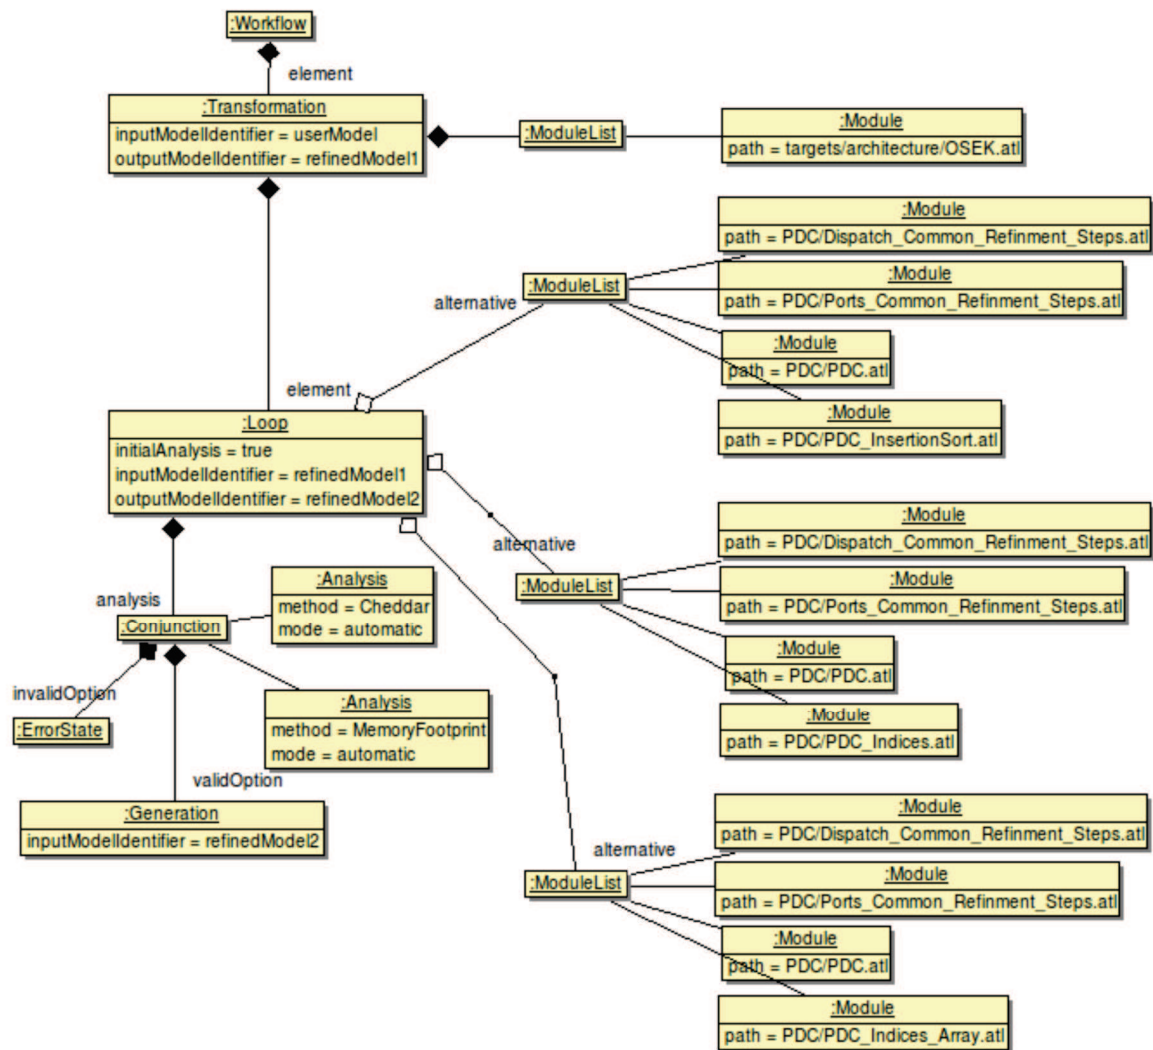 :Workflow
element
:Transformation
inputModelIdentifier = userModel
outputModelIdentifier = refinedModel1
:ModuleList
:Module
path = targets/architecture/OSEK.atl
:Module
path = PDC/Dispatch_Common_Refinment_Steps.atl
:ModuleList
alternative
:Module
path = PDC/Ports_Common_Refinment_Steps.atl
:Module
path = PDC/PDC.atl
:Module
path = PDC/PDC_InsertionSort.atl
element
:Loop
initialAnalysis = true
inputModelIdentifier = refinedModel1
outputModelIdentifier = refinedModel2
alternative
:ModuleList
:Module
path = PDC/Dispatch_Common_Refinment_Steps.atl
:Module
path = PDC/Ports_Common_Refinment_Steps.atl
:Module
path = PDC/PDC.atl
:Module
path = PDC/PDC_Indices.atl
analysis
:Conjunction
:Analysis
method = Cheddar
mode = automatic
:Analysis
method = MemoryFootprint
mode = automatic
invalidOption
:ErrorState
validOption
:Generation
inputModelIdentifier = refinedModel2
alternative
:ModuleList
:Module
path = PDC/Dispatch_Common_Refinment_Steps.atl
:Module
path = PDC/Ports_Common_Refinment_Steps.atl
:Module
path = PDC/PDC.atl
:Module
path = PDC/PDC_Indices_Array.atl